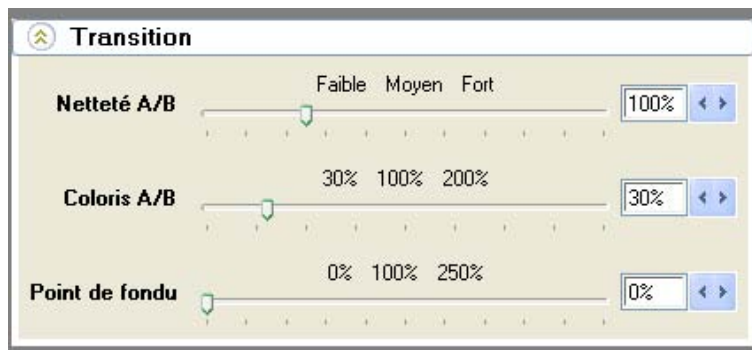 Transition
Faible Moyen Fort
Netteté A/B 100%
30% 100% 200%
Coloris A/B 30%
0% 100% 250%
Point de fondu 0%